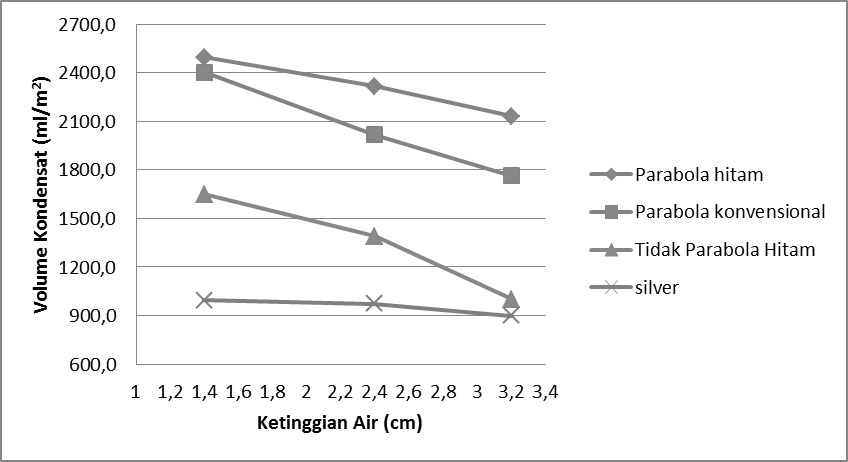 2700,0
2400,0
2100,0
1800,0
1500,0
1200,0
900,0
600,0
Volume Kondensat (ml/m²)
1 1,2 1,4 1,6 1,8 2 2,2 2,4 2,6 2,8 3 3,2 3,4
Ketinggian Air (cm)
Parabola hitam
Parabola konvensional
Tidak Parabola Hitam
silver